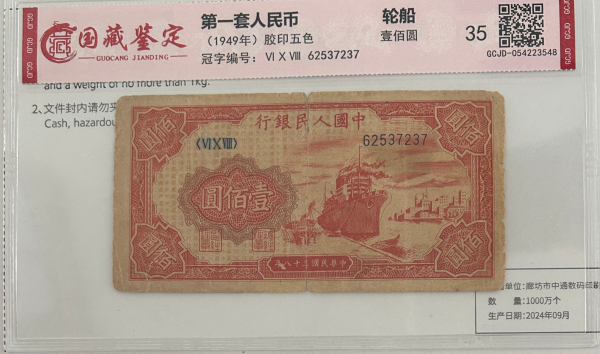 国藏鉴定
GUOCANG JIANDING
第一套人民币
轮船
(1949年) 胶印五色
壹佰圆
冠字编号: VI X VIII 62537237
35
GCJD-054223548
and a weight of no more than 1kg.
2、文件封内请勿夹
Cash, hazardou
行銀民人國中
〈VI X VIII〉
62537237
圓佰壹
圓佰
圓佰
圓佰
圓佰
年八十三國民華中
单位:廊坊市中通数码印刷
数 量:1000万个
生产日期:2024年09月